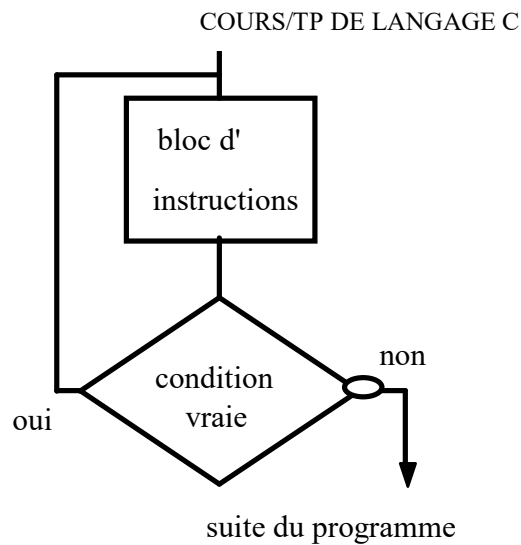 COURS/TP DE LANGAGE C
bloc d'
instructions
condition
vraie
non
oui
suite du programme